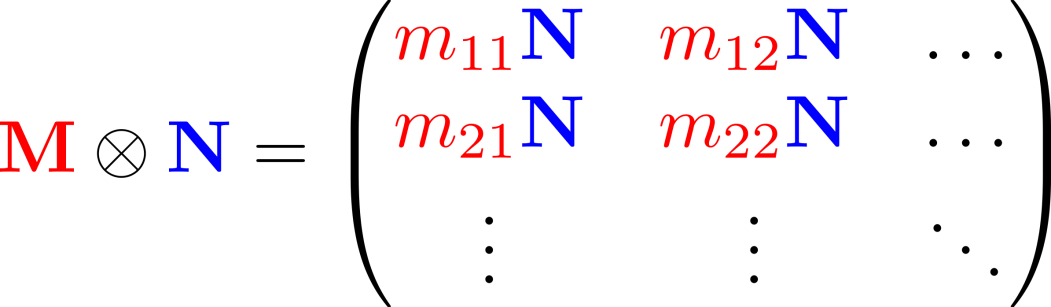 m₁₁N m₁₂N ⋯
M ⊗ N = m₂₁N m₂₂N ⋯
⋮ ⋮ ⋱